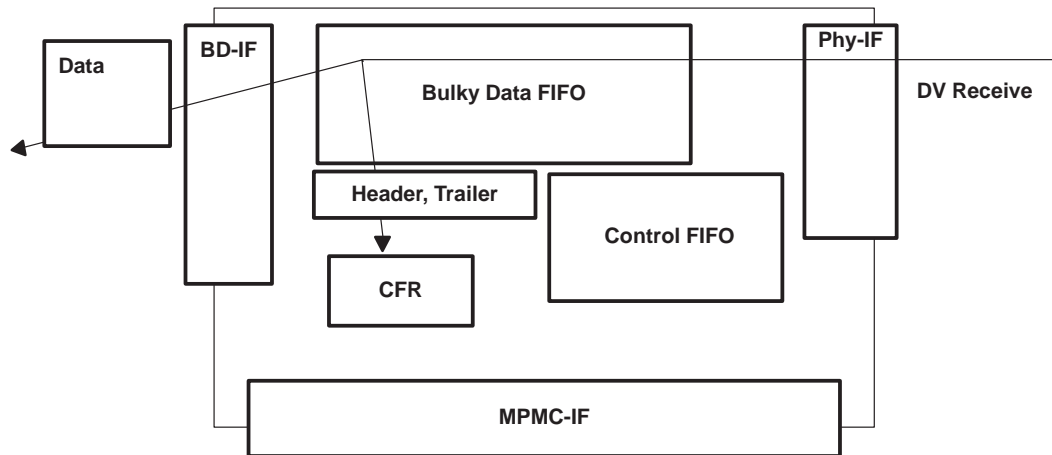 Data
BD-IF
Bulky Data FIFO
Phy-IF
DV Receive
Header, Trailer
Control FIFO
CFR
MPMC-IF